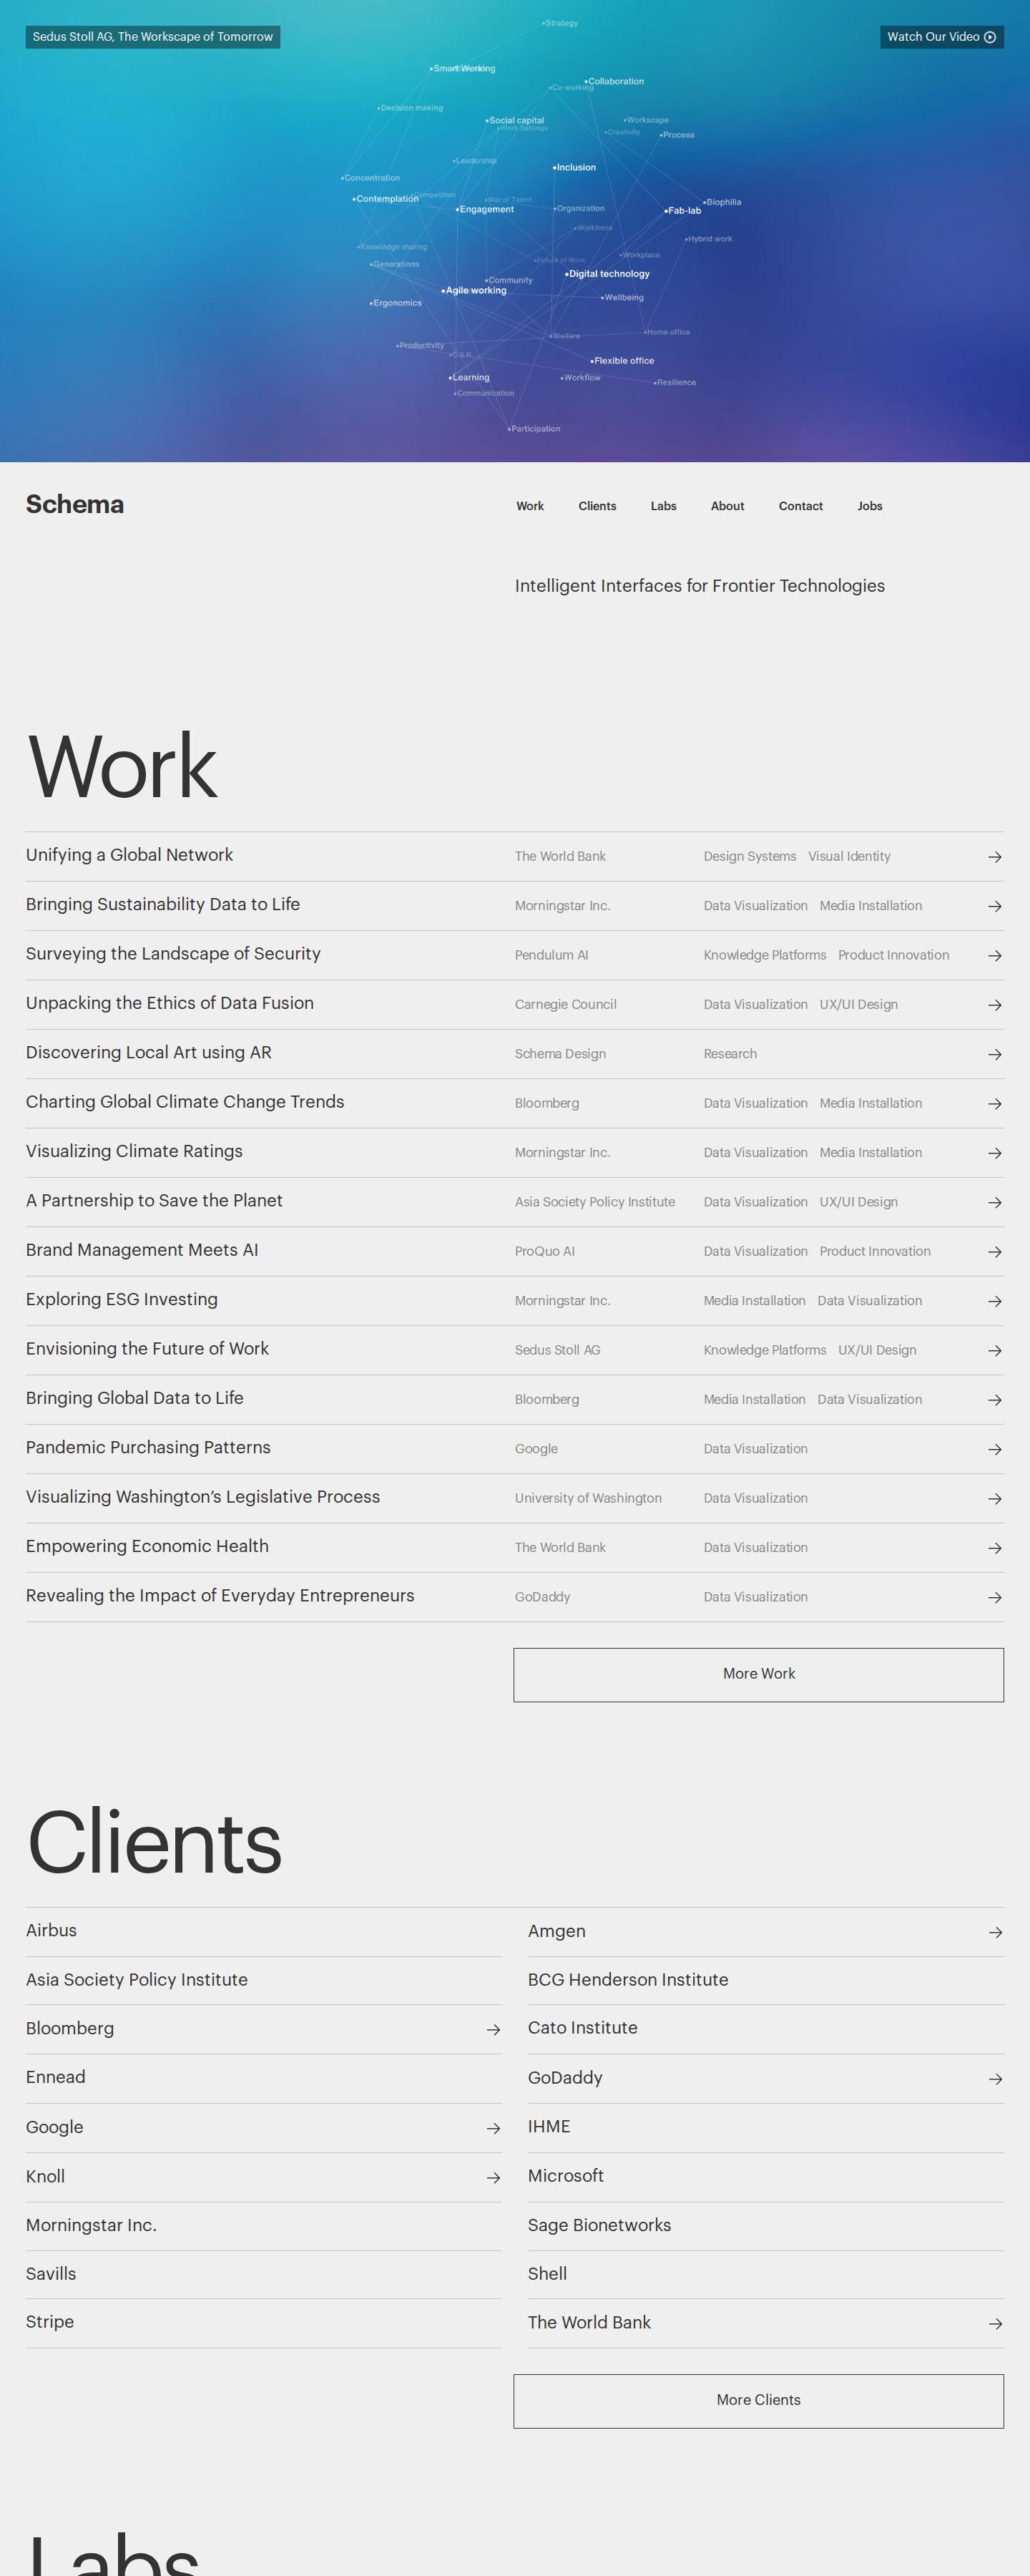 Sedus Stoll AG, The Workscape of Tomorrow
Watch Our Video
Strategy
Smart Working
Collaboration
Co-working
Decision making
Social capital
Workscape
Work Settings
Creativity
Process
Leadership
Inclusion
Concentration
Competition
Contemplation
War of Talent
Biophilia
Engagement
Organization
Fab-lab
Workforce
Hybrid work
Knowledge sharing
Workplace
Future of Work
Generations
Digital technology
Community
Agile working
Wellbeing
Ergonomics
Home office
Welfare
Productivity
C.S.R.
Flexible office
Learning
Workflow
Resilience
Communication
Participation
Schema
Work Clients Labs About Contact Jobs
Intelligent Interfaces for Frontier Technologies
Work
Unifying a Global Network The World Bank Design Systems Visual Identity
Bringing Sustainability Data to Life Morningstar Inc. Data Visualization Media Installation
Surveying the Landscape of Security Pendulum AI Knowledge Platforms Product Innovation
Unpacking the Ethics of Data Fusion Carnegie Council Data Visualization UX/UI Design
Discovering Local Art using AR Schema Design Research
Charting Global Climate Change Trends Bloomberg Data Visualization Media Installation
Visualizing Climate Ratings Morningstar Inc. Data Visualization Media Installation
A Partnership to Save the Planet Asia Society Policy Institute Data Visualization UX/UI Design
Brand Management Meets AI ProQuo AI Data Visualization Product Innovation
Exploring ESG Investing Morningstar Inc. Media Installation Data Visualization
Envisioning the Future of Work Sedus Stoll AG Knowledge Platforms UX/UI Design
Bringing Global Data to Life Bloomberg Media Installation Data Visualization
Pandemic Purchasing Patterns Google Data Visualization
Visualizing Washington’s Legislative Process University of Washington Data Visualization
Empowering Economic Health The World Bank Data Visualization
Revealing the Impact of Everyday Entrepreneurs GoDaddy Data Visualization
More Work
Clients
Airbus Amgen
Asia Society Policy Institute BCG Henderson Institute
Bloomberg Cato Institute
Ennead GoDaddy
Google IHME
Knoll Microsoft
Morningstar Inc. Sage Bionetworks
Savills Shell
Stripe The World Bank
More Clients
Labs